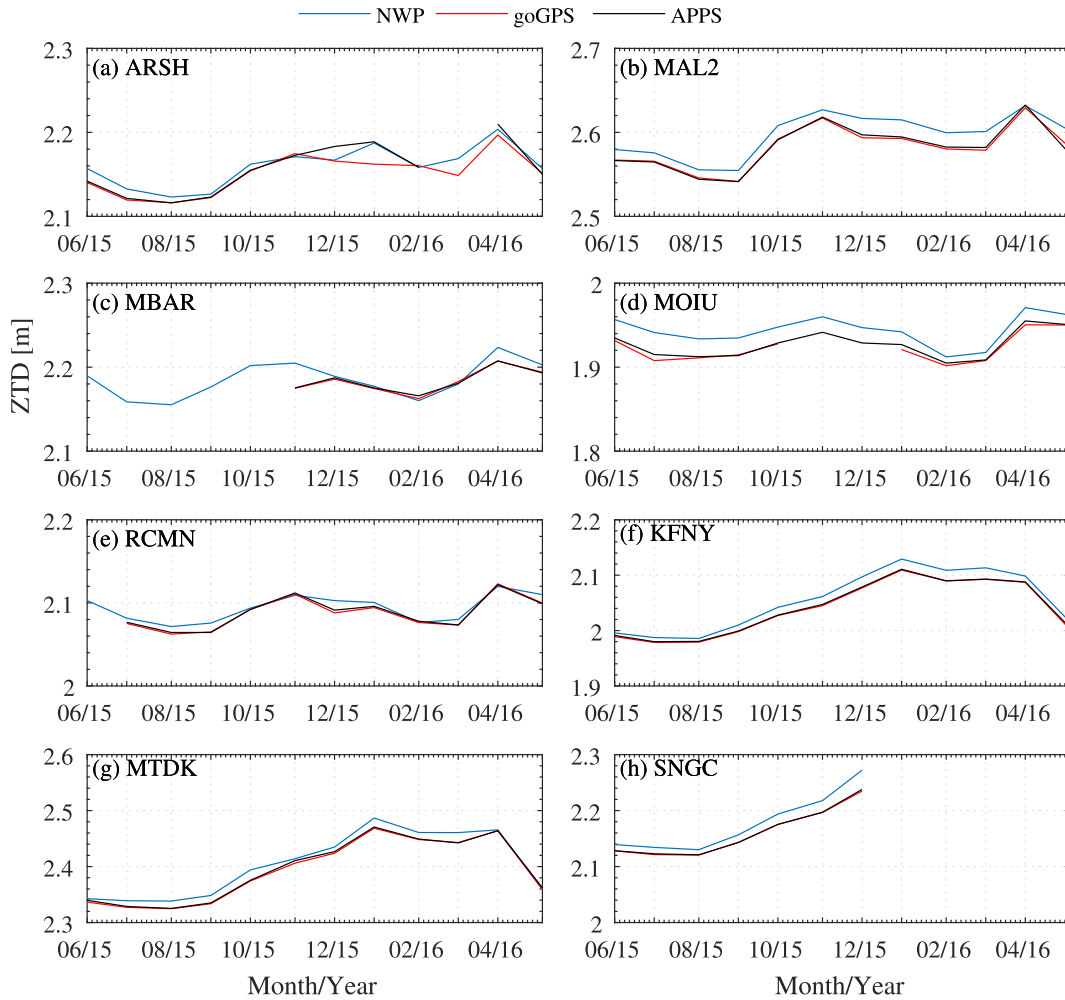 NWP goGPS APPS
(a) ARSH
2.3
2.2
2.1
06/15 08/15 10/15 12/15 02/16 04/16
(b) MAL2
2.7
2.6
2.5
06/15 08/15 10/15 12/15 02/16 04/16
(c) MBAR
2.3
2.2
2.1
06/15 08/15 10/15 12/15 02/16 04/16
(d) MOIU
2
1.9
1.8
06/15 08/15 10/15 12/15 02/16 04/16
ZTD [m]
(e) RCMN
2.2
2.1
2
06/15 08/15 10/15 12/15 02/16 04/16
(f) KFNY
2.2
2.1
2
1.9
06/15 08/15 10/15 12/15 02/16 04/16
(g) MTDK
2.6
2.5
2.4
2.3
06/15 08/15 10/15 12/15 02/16 04/16
Month/Year
(h) SNGC
2.3
2.2
2.1
2
06/15 08/15 10/15 12/15 02/16 04/16
Month/Year